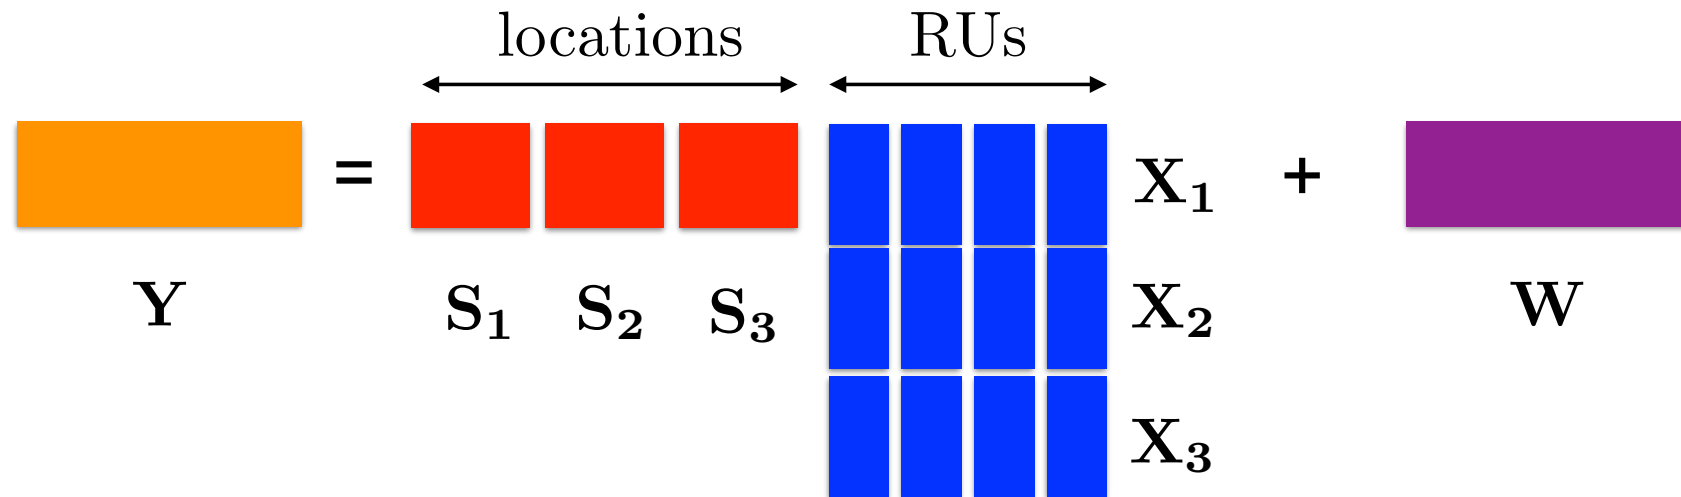 locations RUs
= X₁ +
Y S₁ S₂ S₃ X₂ W
X₃